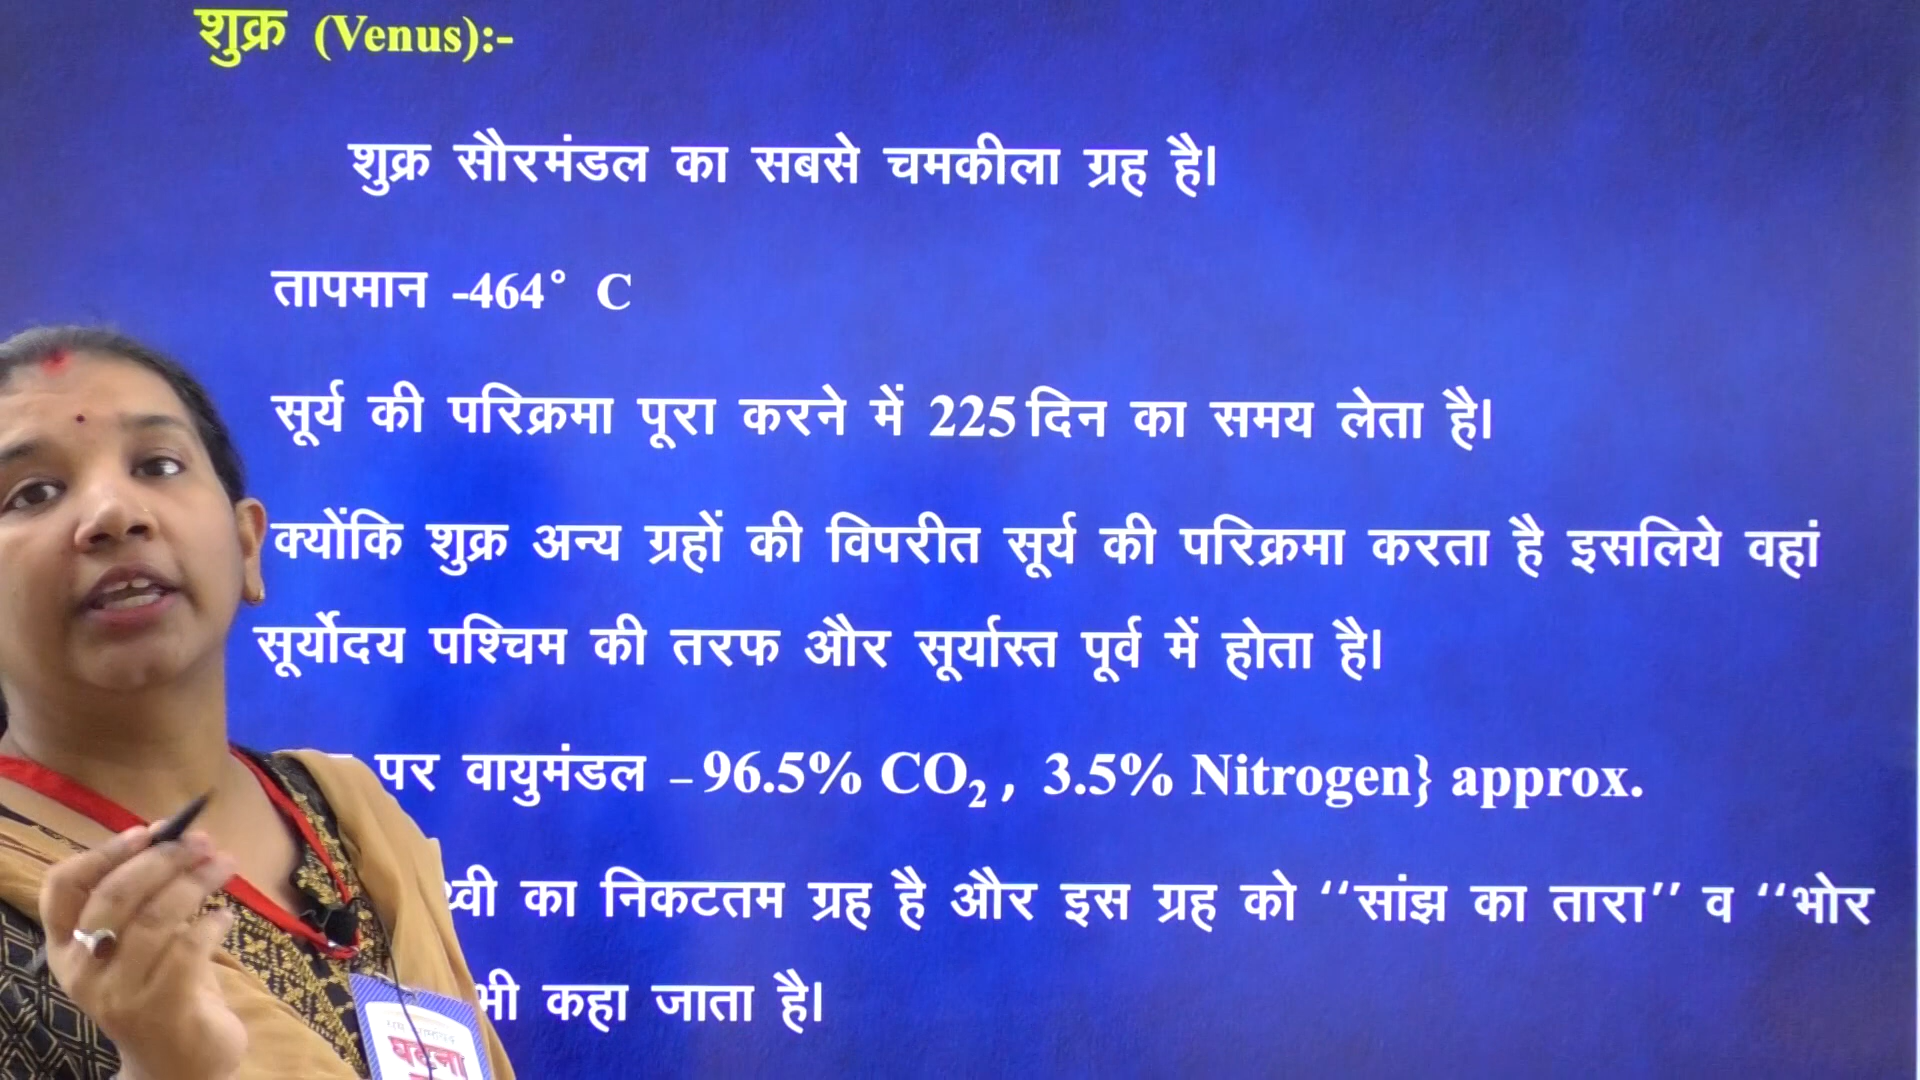 शुक्र (Venus):-
शुक्र सौरमंडल का सबसे चमकीला ग्रह है।
तापमान -464° C
सूर्य की परिक्रमा पूरा करने में 225 दिन का समय लेता है।
क्योंकि शुक्र अन्य ग्रहों की विपरीत सूर्य की परिक्रमा करता है इसलिये वहां
सूर्योदय पश्चिम की तरफ और सूर्यास्त पूर्व में होता है।
पर वायुमंडल – 96.5% CO₂ , 3.5% Nitrogen} approx.
का निकटतम ग्रह है और इस ग्रह को ‘‘सांझ का तारा’’ व ‘‘भोर
भी कहा जाता है।
घटना